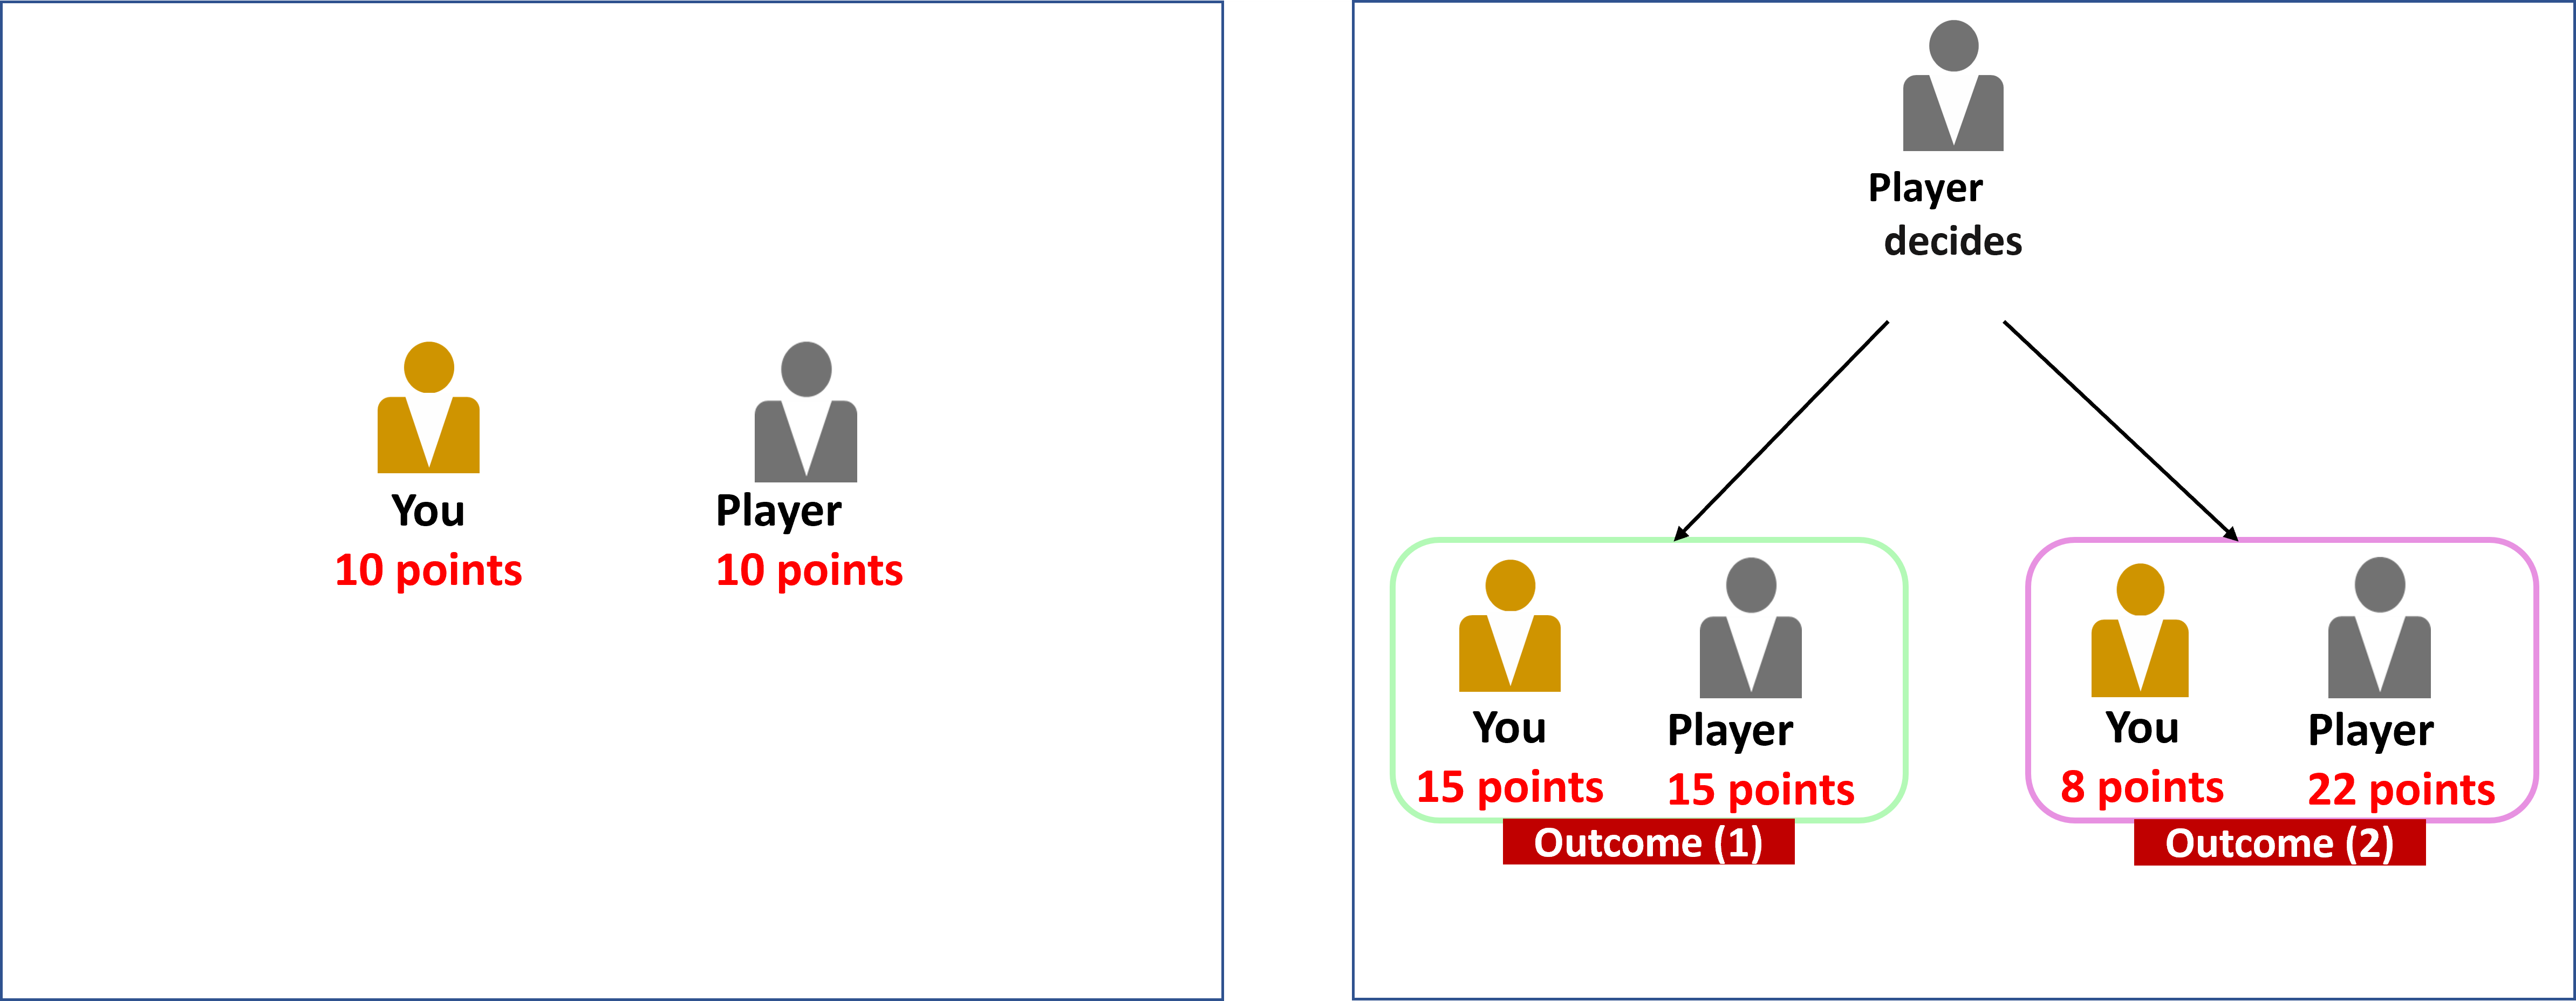 You Player
10 points 10 points
Player
decides
You Player
15 points 15 points
Outcome (1)
You Player
8 points 22 points
Outcome (2)